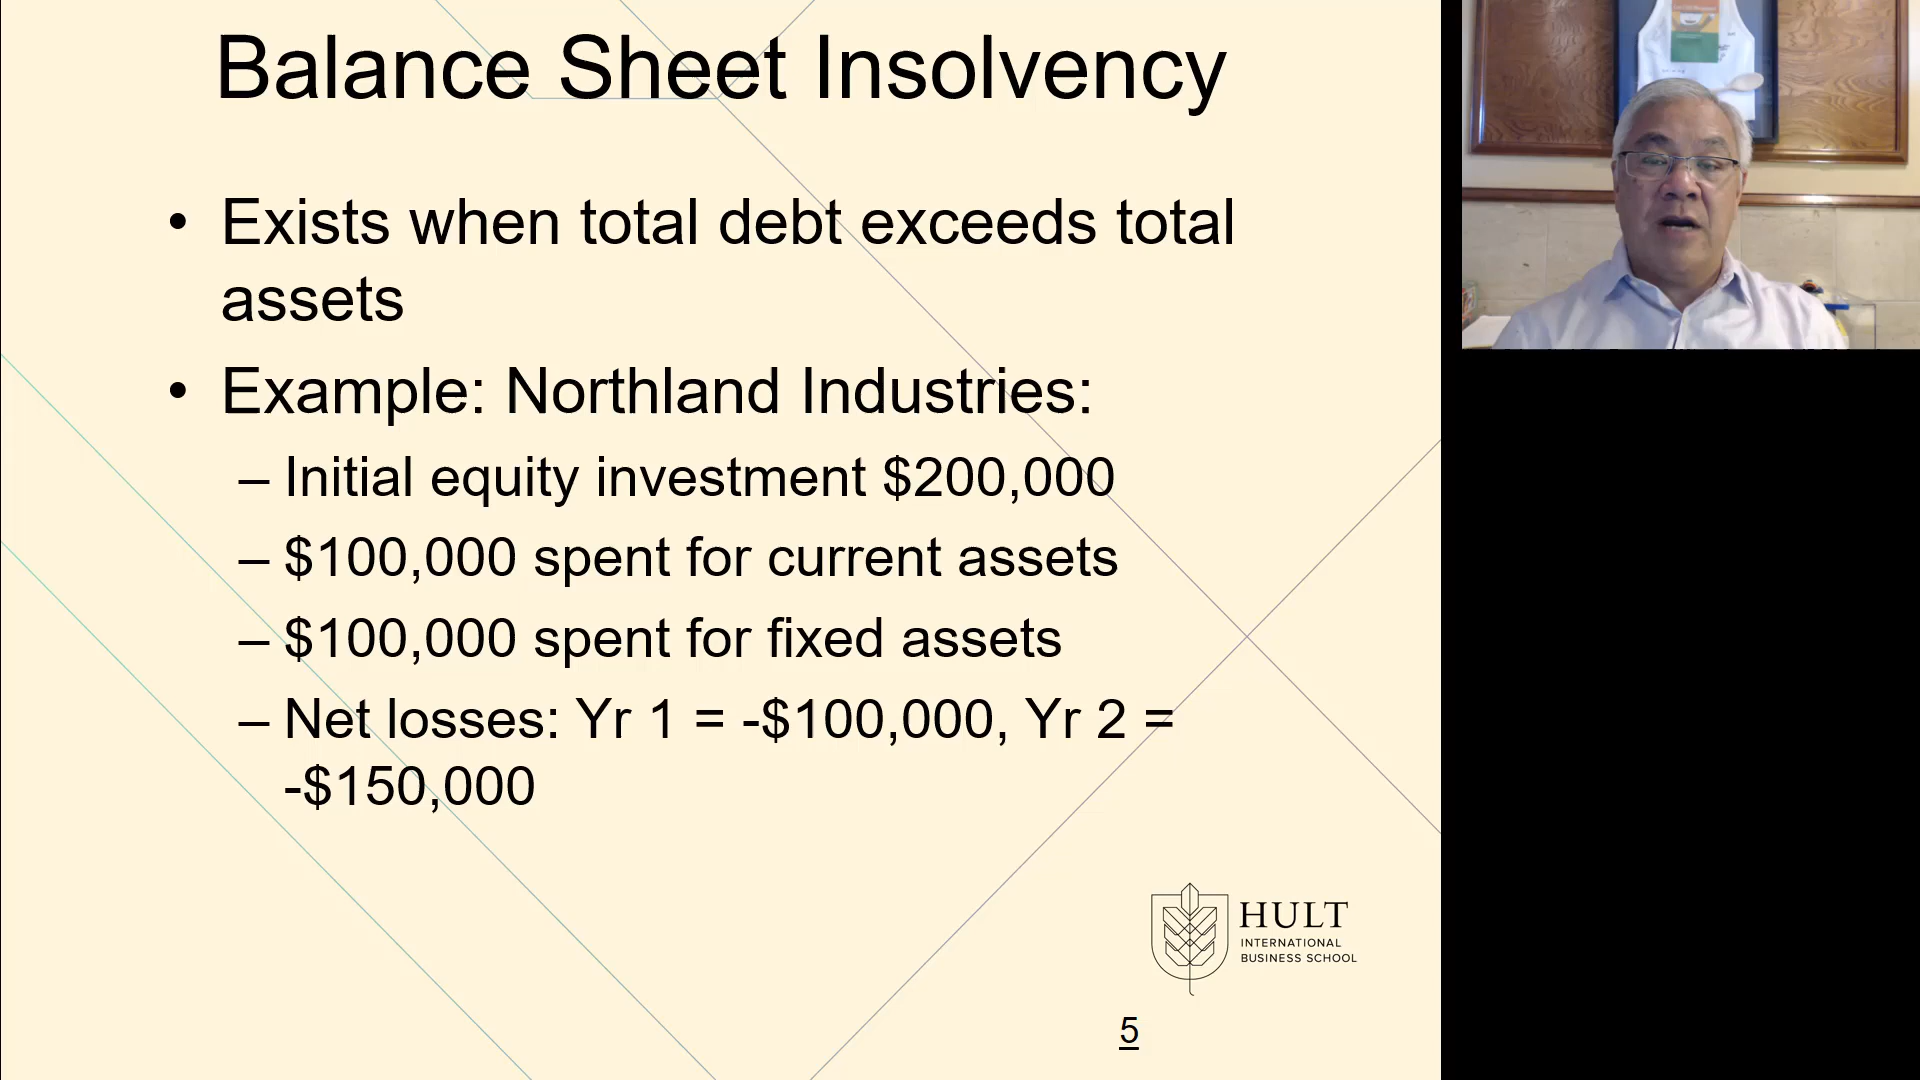 Balance Sheet Insolvency
• Exists when total debt exceeds total
assets
• Example: Northland Industries:
– Initial equity investment $200,000
– $100,000 spent for current assets
– $100,000 spent for fixed assets
– Net losses: Yr 1 = -$100,000, Yr 2 =
-$150,000
HULT
INTERNATIONAL
BUSINESS SCHOOL
5